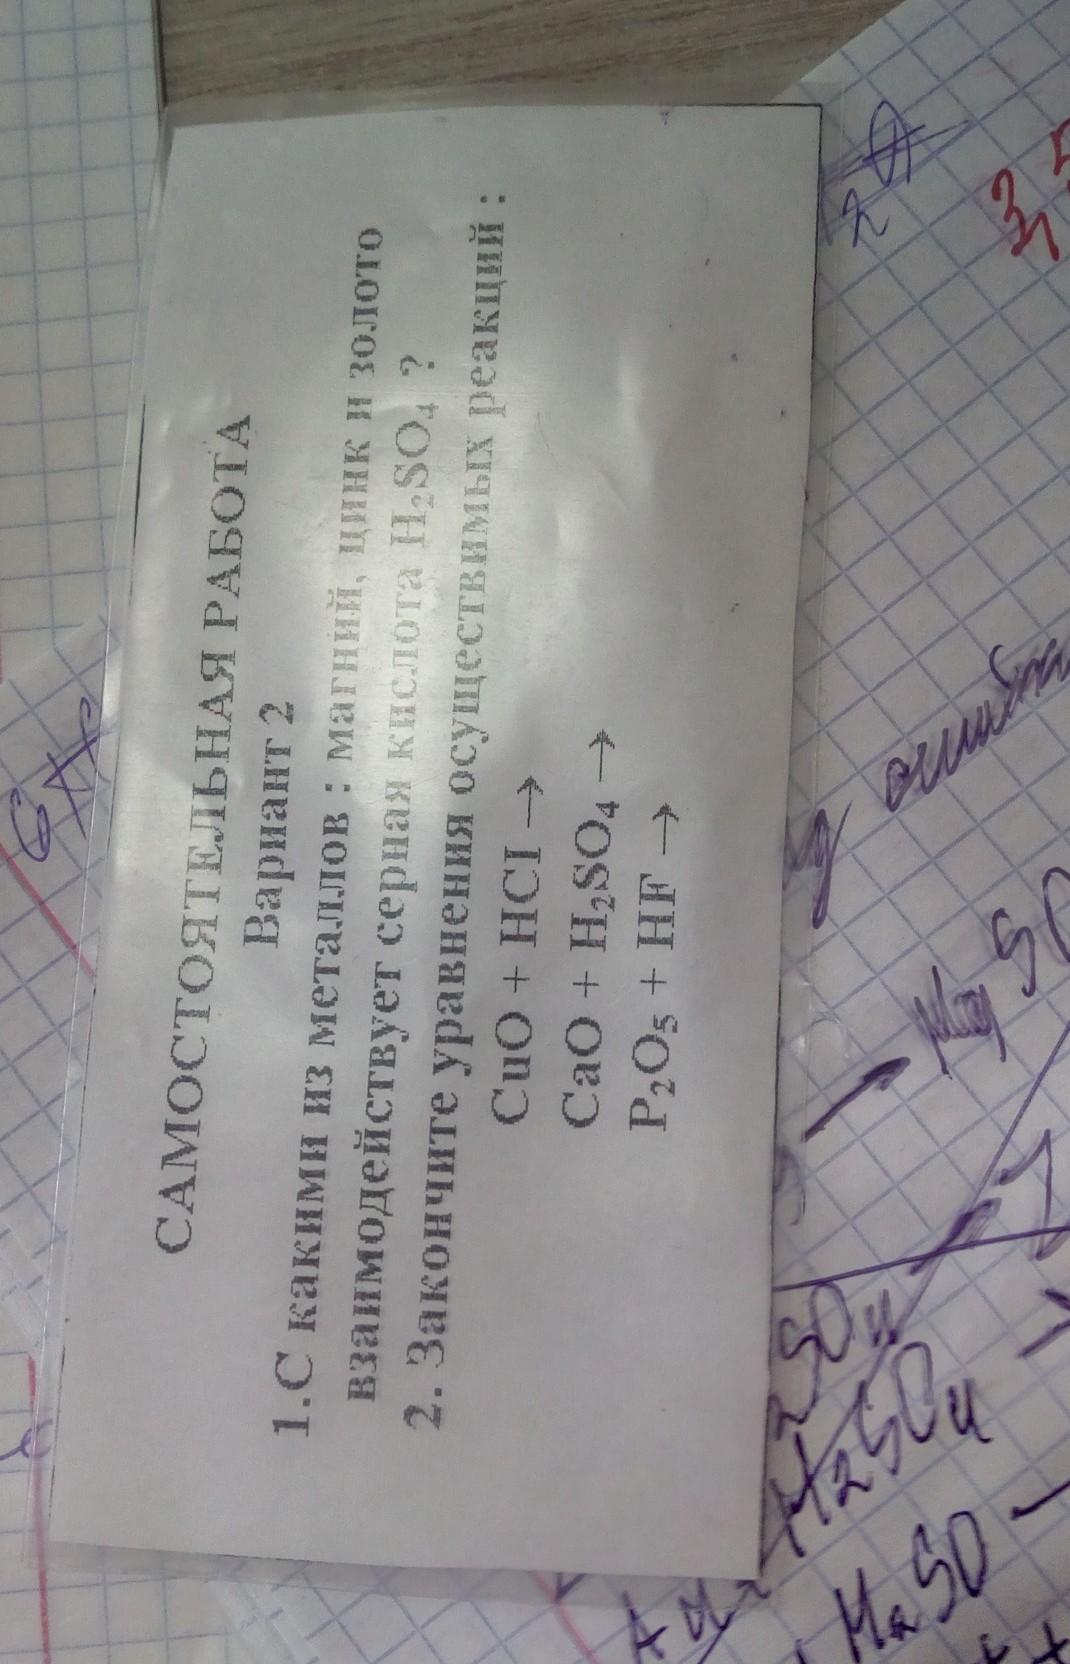 САМОСТОЯТЕЛЬНАЯ РАБОТА
Вариант 2
1.С какими из металлов : магний, цинк и золото
взаимодействует серная кислота H₂SO₄ ?
2. Закончите уравнения осуществимых реакций :
CuO + HCl →
CaO + H₂SO₄ →
P₂O₅ + HF →
H₂SO₄